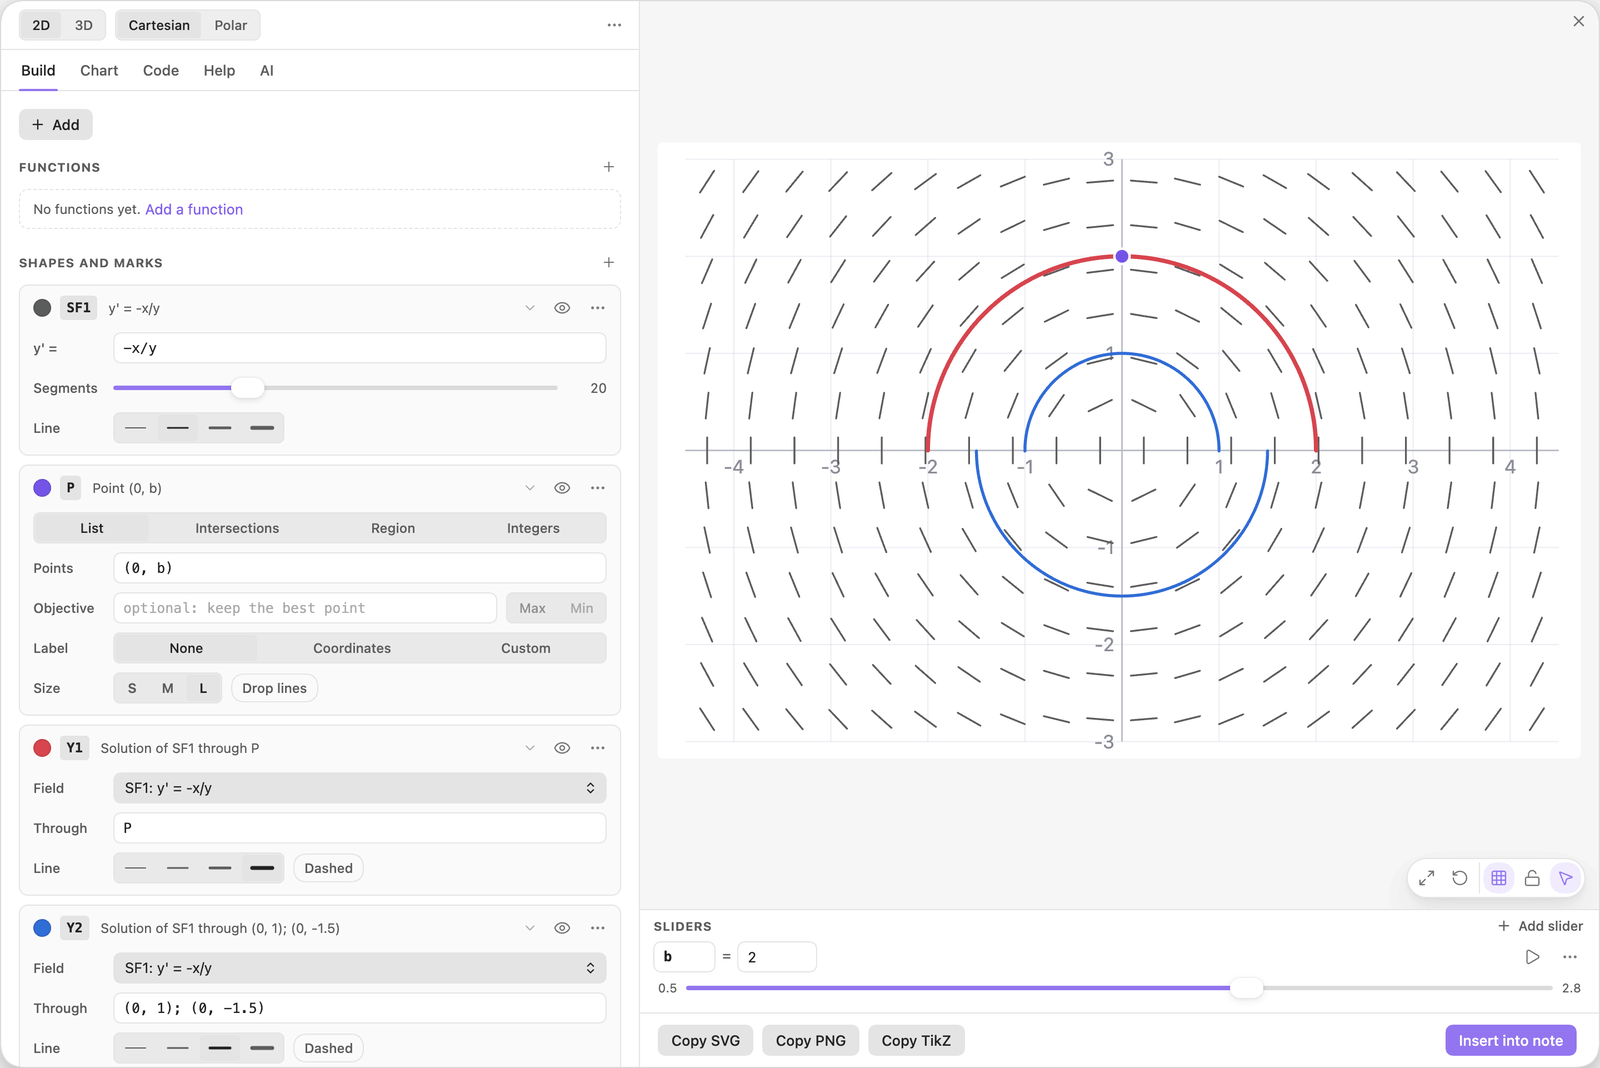 2D 3D Cartesian Polar
Build Chart Code Help AI
+ Add
FUNCTIONS
No functions yet. Add a function
SHAPES AND MARKS
SF1 y' = -x/y
y' = −x/y
Segments 20
Line
P Point (0, b)
List Intersections Region Integers
Points (0, b)
Objective optional: keep the best point Max Min
Label None Coordinates Custom
Size S M L Drop lines
Y1 Solution of SF1 through P
Field SF1: y' = -x/y
Through P
Line Dashed
Y2 Solution of SF1 through (0, 1); (0, -1.5)
Field SF1: y' = -x/y
Through (0, 1); (0, −1.5)
Line Dashed
3
1
-4 -3 -2 -1 1 2 3 4
-1
-2
-3
SLIDERS + Add slider
b = 2
0.5 2.8
Copy SVG Copy PNG Copy TikZ Insert into note